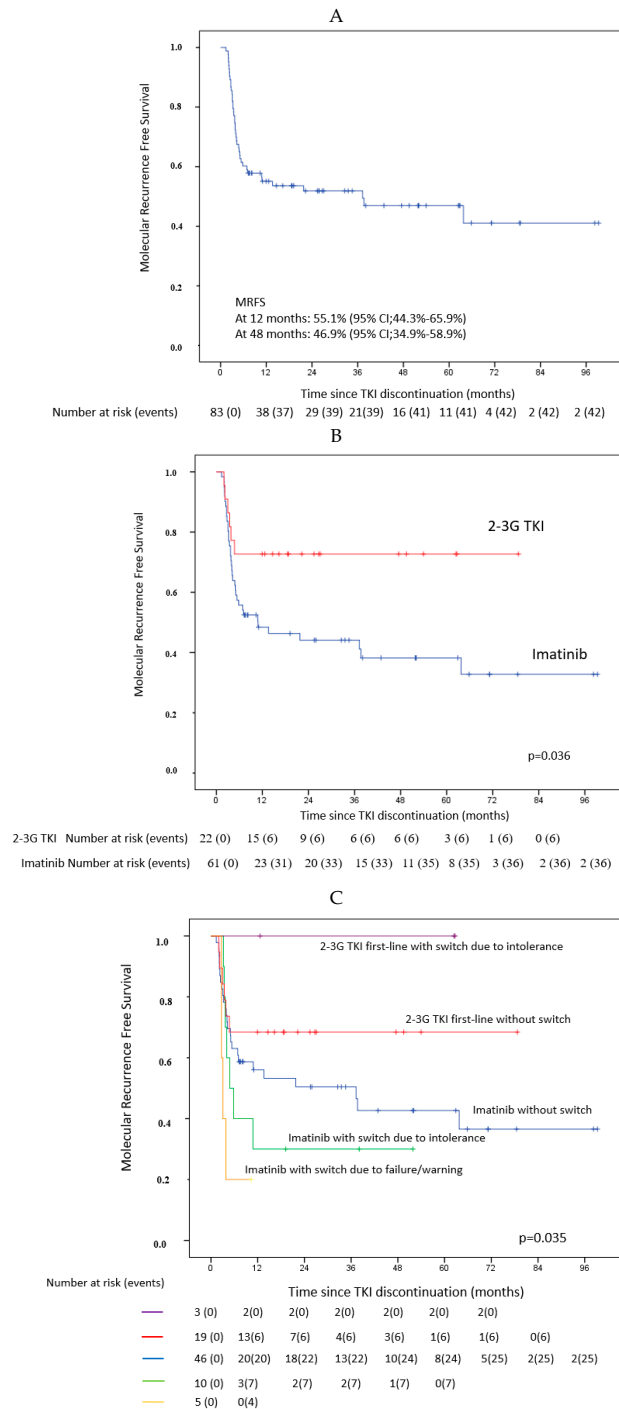 A
Molecular Recurrence Free Survival
1.0
0.8
0.6
0.4
0.2
0.0
MRFS
At 12 months: 55.1% (95% CI;44.3%-65.9%)
At 48 months: 46.9% (95% CI;34.9%-58.9%)
0 12 24 36 48 60 72 84 96
Time since TKI discontinuation (months)
Number at risk (events)
83 (0) 38 (37) 29 (39) 21(39) 16 (41) 11 (41) 4 (42) 2 (42) 2 (42)
B
Molecular Recurrence Free Survival
1.0
0.8
0.6
0.4
0.2
0.0
2-3G TKI
Imatinib
p=0.036
0 12 24 36 48 60 72 84 96
Time since TKI discontinuation (months)
2-3G TKI Number at risk (events) 22 (0) 15 (6) 9 (6) 6 (6) 6 (6) 3 (6) 1 (6) 0 (6)
Imatinib Number at risk (events) 61 (0) 23 (31) 20 (33) 15 (33) 11 (35) 8 (35) 3 (36) 2 (36) 2 (36)
C
Molecular Recurrence Free Survival
1.0
0.8
0.6
0.4
0.2
0.0
2-3G TKI first-line with switch due to intolerance
2-3G TKI first-line without switch
Imatinib without switch
Imatinib with switch due to intolerance
Imatinib with switch due to failure/warning
p=0.035
0 12 24 36 48 60 72 84 96
Number at risk (events)
Time since TKI discontinuation (months)
3 (0) 2(0) 2(0) 2(0) 2(0) 2(0) 2(0)
19 (0) 13(6) 7(6) 4(6) 3(6) 1(6) 1(6) 0(6)
46 (0) 20(20) 18(22) 13(22) 10(24) 8(24) 5(25) 2(25) 2(25)
10 (0) 3(7) 2(7) 2(7) 1(7) 0(7)
5 (0) 0(4)